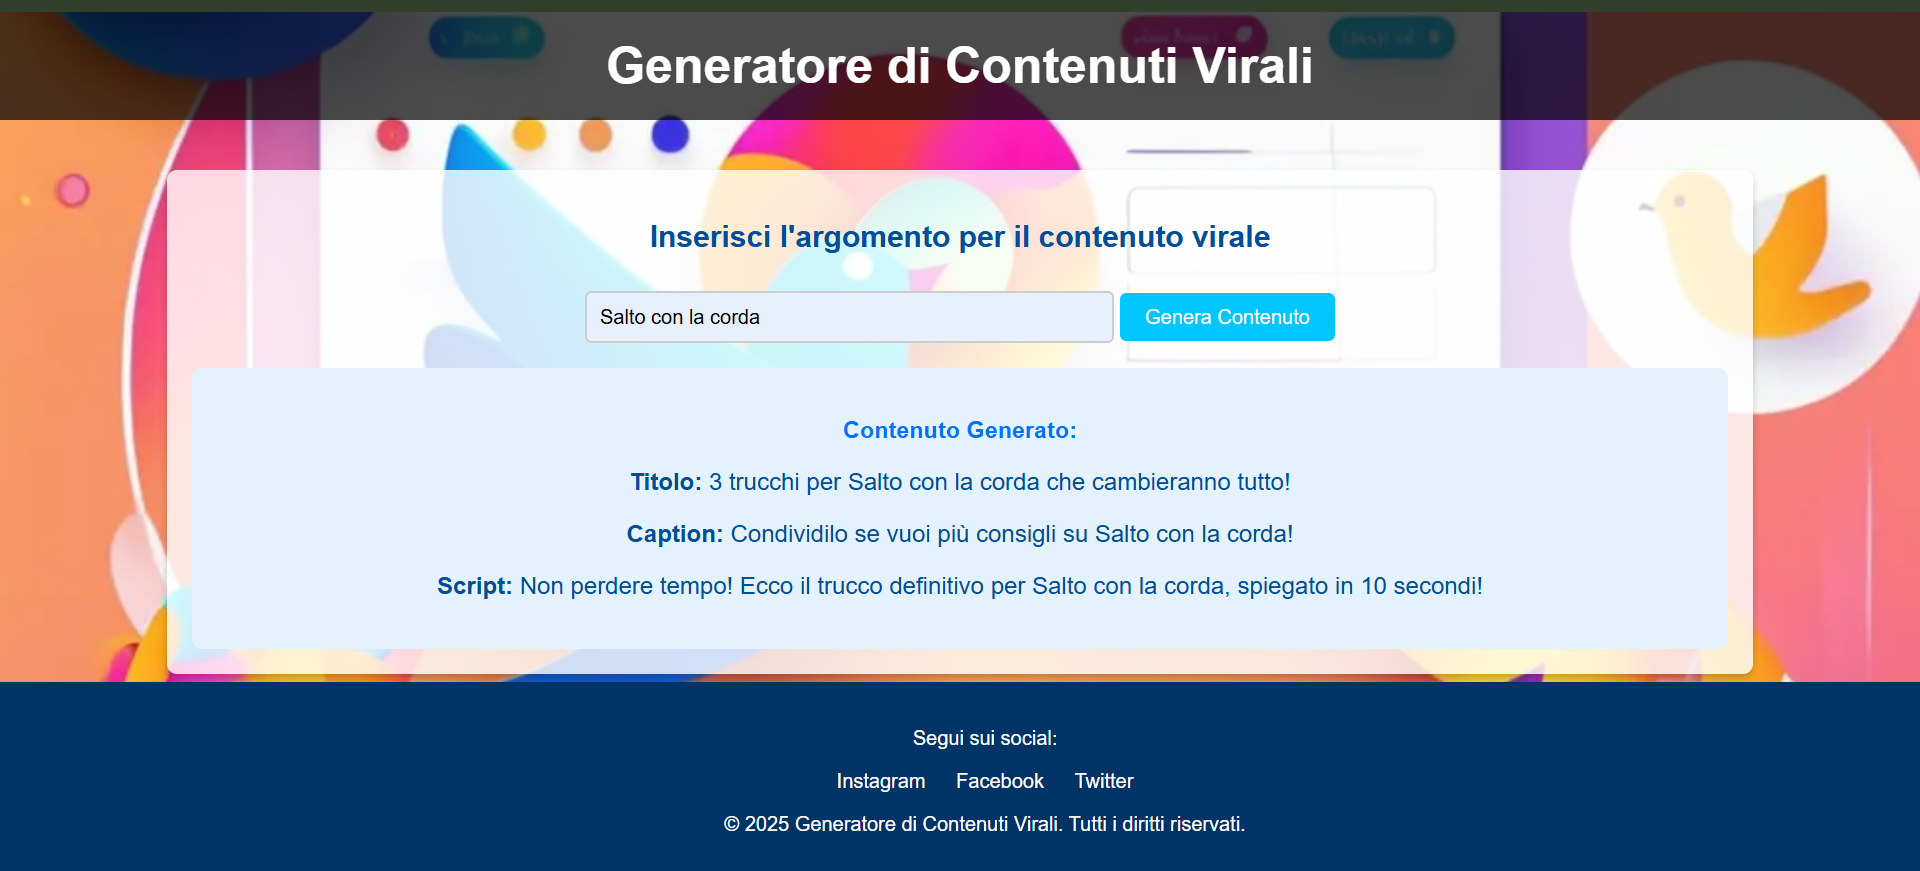 Generatore di Contenuti Virali
Inserisci l'argomento per il contenuto virale
Salto con la corda
Genera Contenuto
Contenuto Generato:
Titolo: 3 trucchi per Salto con la corda che cambieranno tutto!
Caption: Condividilo se vuoi più consigli su Salto con la corda!
Script: Non perdere tempo! Ecco il trucco definitivo per Salto con la corda, spiegato in 10 secondi!
Segui sui social:
Instagram Facebook Twitter
© 2025 Generatore di Contenuti Virali. Tutti i diritti riservati.